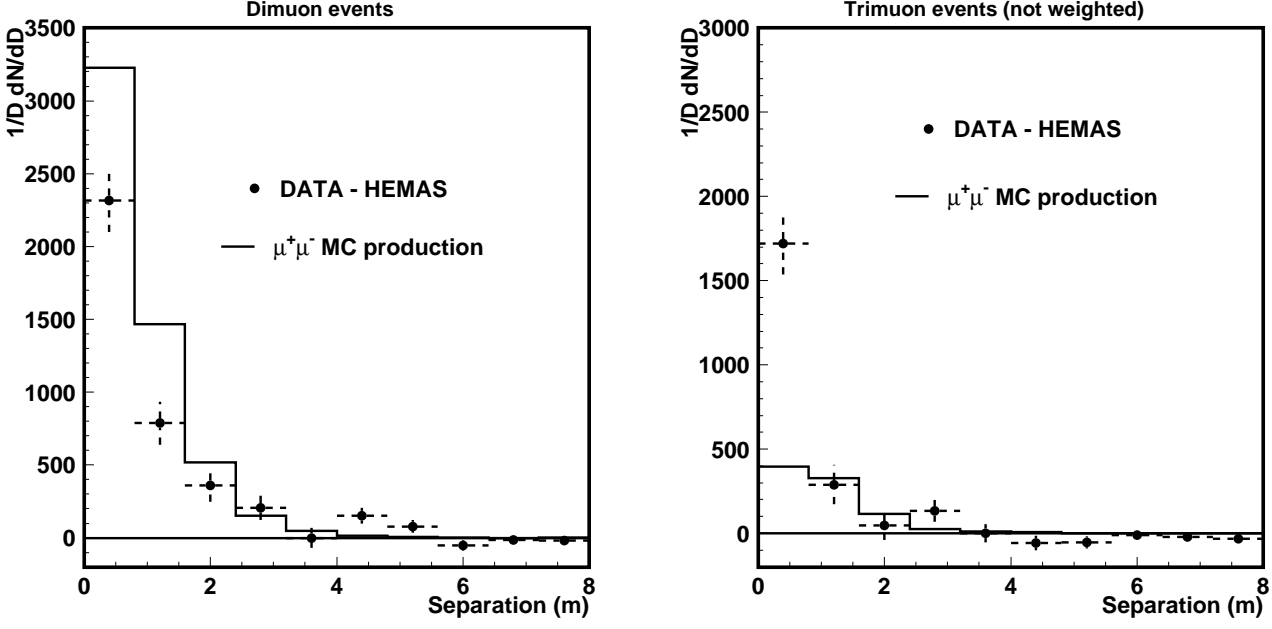 Dimuon events
1/D dN/dD
3500
3000
2500
2000
1500
1000
500
0
DATA - HEMAS
μ⁺μ⁻ MC production
0 2 4 6 8
Separation (m)
Trimuon events (not weighted)
1/D dN/dD
3000
2500
2000
1500
1000
500
0
DATA - HEMAS
μ⁺μ⁻ MC production
0 2 4 6 8
Separation (m)